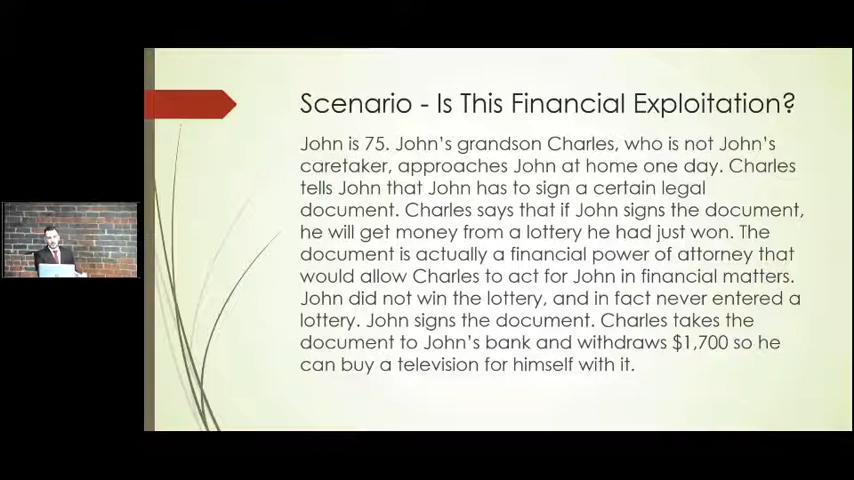 Scenario - Is This Financial Exploitation?
John is 75. John's grandson Charles, who is not John's
caretaker, approaches John at home one day. Charles
tells John that John has to sign a certain legal
document. Charles says that if John signs the document,
he will get money from a lottery he had just won. The
document is actually a financial power of attorney that
would allow Charles to act for John in financial matters.
John did not win the lottery, and in fact never entered a
lottery. John signs the document. Charles takes the
document to John's bank and withdraws $1,700 so he
can buy a television for himself with it.